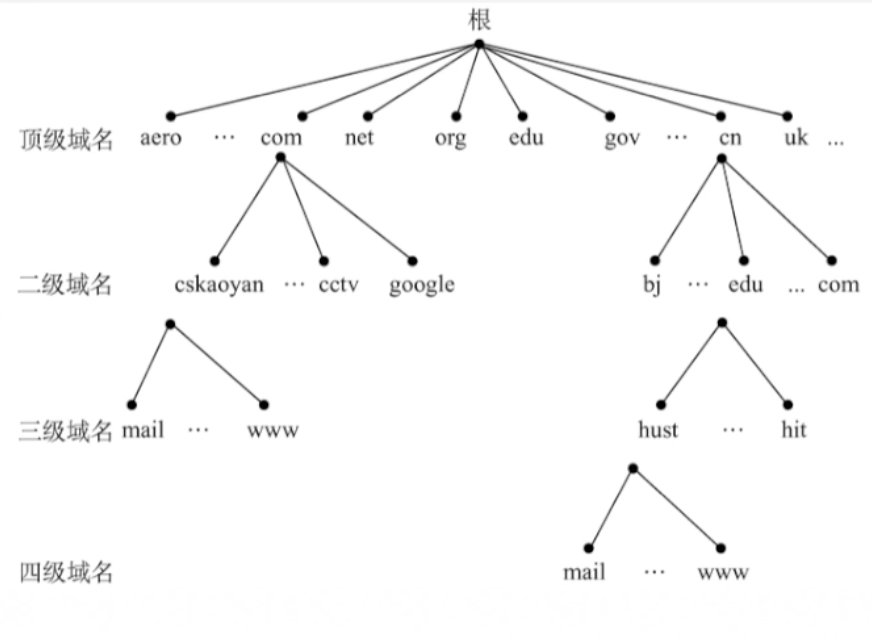 根
顶级域名 aero ··· com net org edu gov ··· cn uk ...
二级域名 cskaoyan ··· cctv google bj ··· edu ... com
三级域名 mail ··· www hust ··· hit
四级域名 mail ··· www